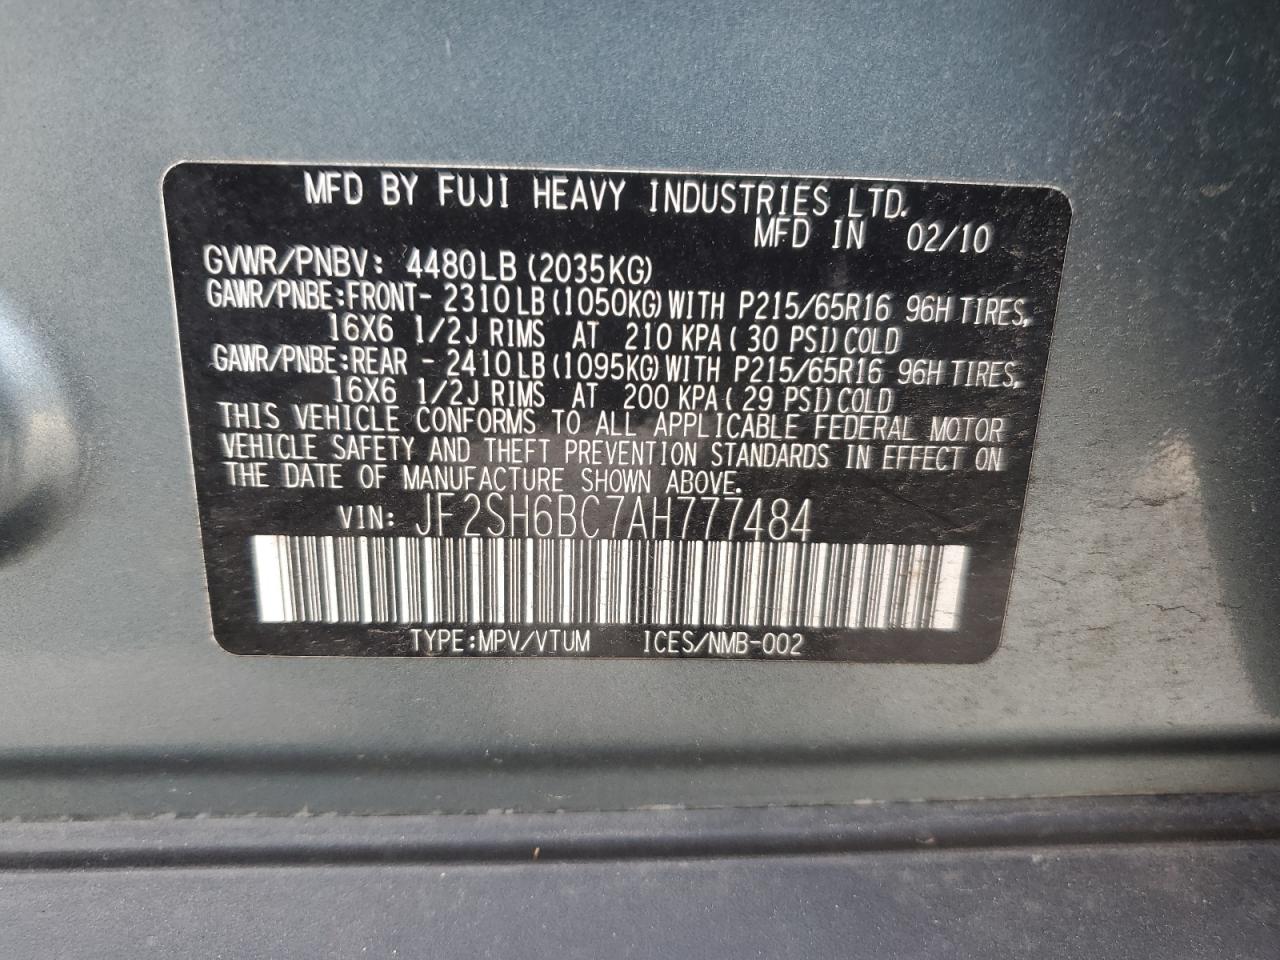 MFD BY FUJI HEAVY INDUSTRIES LTD.
MFD IN 02/10
GVWR/PNBV: 4480LB (2035KG)
GAWR/PNBE:FRONT- 2310LB(1050KG)WITH P215/65R16 96H TIRES,
16X6 1/2J RIMS AT 210 KPA( 30 PSI)COLD
GAWR/PNBE:REAR - 2410LB(1095KG)WITH P215/65R16 96H TIRES,
16X6 1/2J RIMS AT 200 KPA( 29 PSI)COLD
THIS VEHICLE CONFORMS TO ALL APPLICABLE FEDERAL MOTOR
VEHICLE SAFETY AND THEFT PREVENTION STANDARDS IN EFFECT ON
THE DATE OF MANUFACTURE SHOWN ABOVE.
VIN: JF2SH6BC7AH777484
TYPE:MPV/VTUM ICES/NMB-002